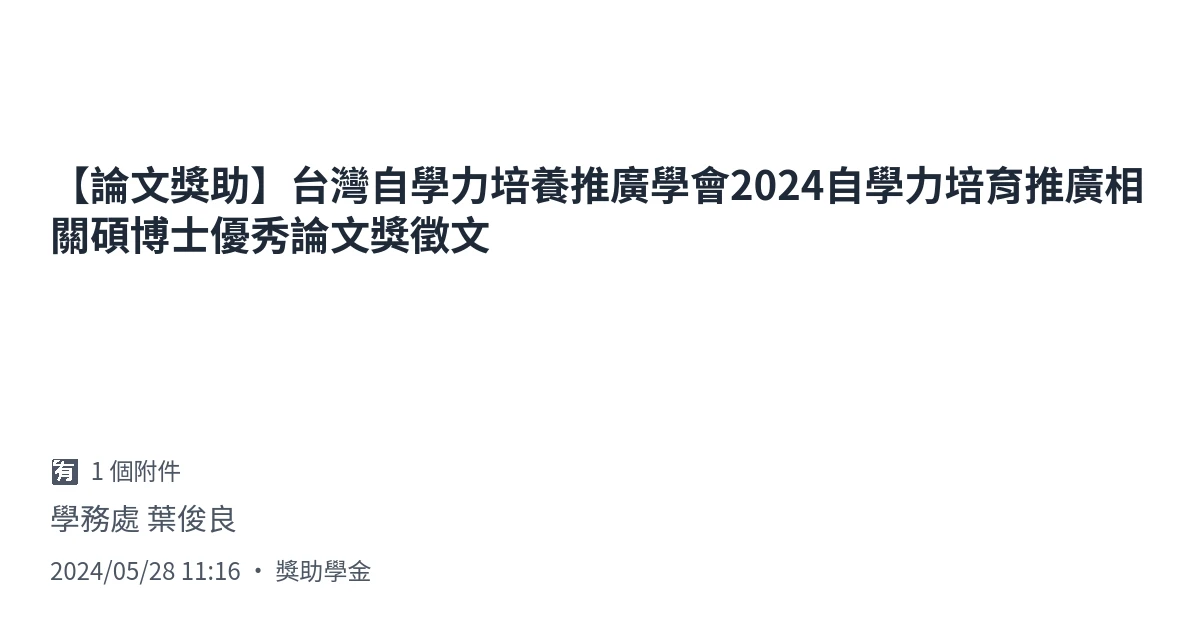 【論文獎助】台灣自學力培養推廣學會2024自學力培育推廣相
關碩博士優秀論文獎徵文
🈶 1 個附件
學務處 葉俊良
2024/05/28 11:16 • 獎助學金